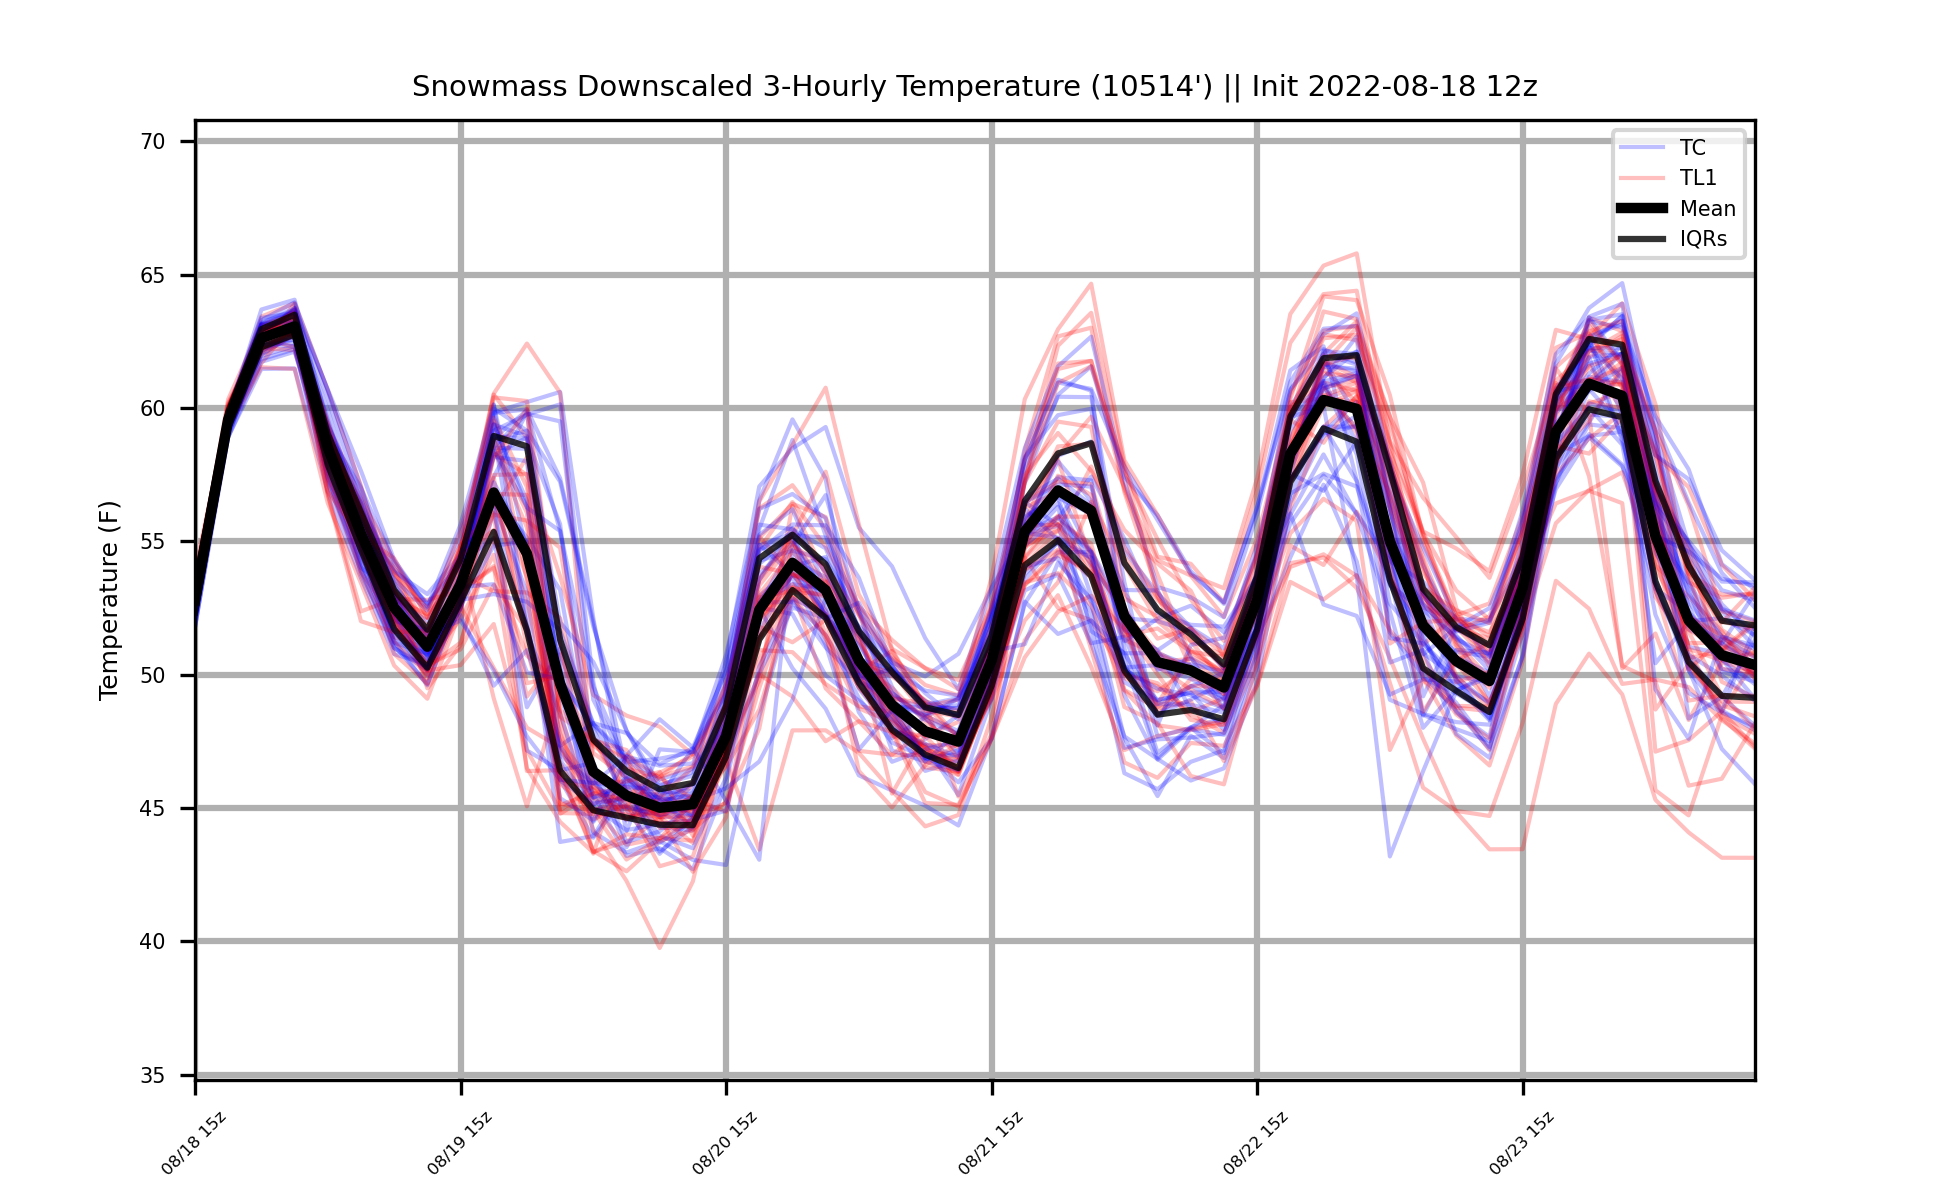 Snowmass Downscaled 3-Hourly Temperature (10514') || Init 2022-08-18 12z
TC
TL1
Mean
IQRs
Temperature (F)
70
65
60
55
50
45
40
35
08/18 15z
08/19 15z
08/20 15z
08/21 15z
08/22 15z
08/23 15z